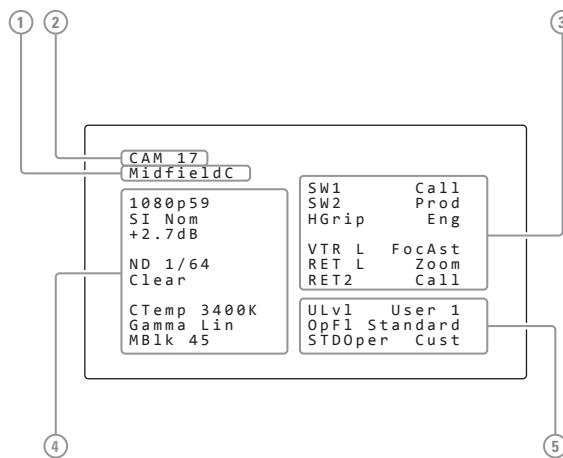 1
2
3
CAM 17
MidfieldC
1080p59
SI Nom
+2.7dB
ND 1/64
Clear
CTemp 3400K
Gamma Lin
MBlk 45
SW1 Call
SW2 Prod
HGrip Eng
VTR L FocAst
RET L Zoom
RET2 Call
ULvl User 1
OpFl Standard
STDOper Cust
4
5